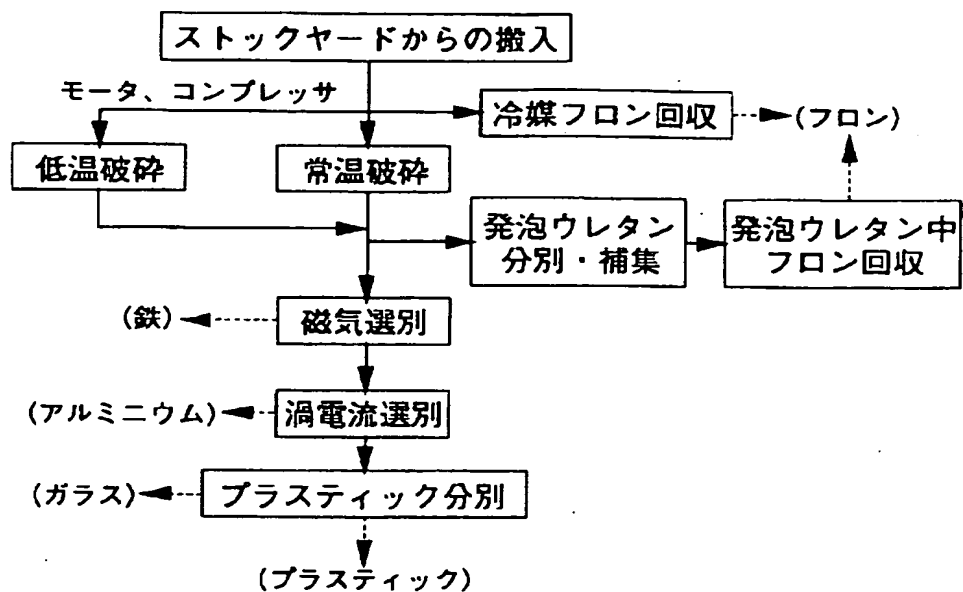 ストックヤードからの搬入
モータ、コンプレッサ
冷媒フロン回収
(フロン)
低温破砕
常温破砕
発泡ウレタン
分別・補集
発泡ウレタン中
フロン回収
(鉄)
磁気選別
(アルミニウム)
渦電流選別
(ガラス)
プラスティック分別
(プラスティック)